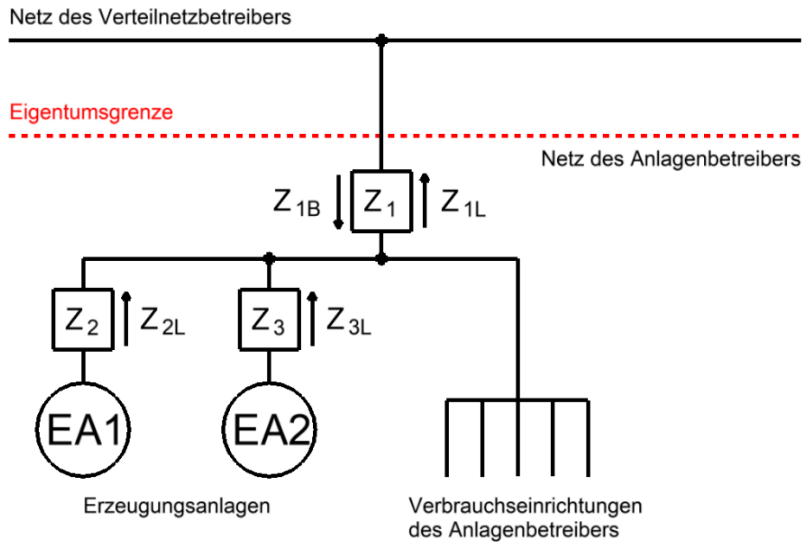 Netz des Verteilnetzbetreibers
Eigentumsgrenze
Netz des Anlagenbetreibers
Z1B Z1 Z1L
Z2 Z2L Z3 Z3L
EA1 EA2
Erzeugungsanlagen
Verbrauchseinrichtungen
des Anlagenbetreibers